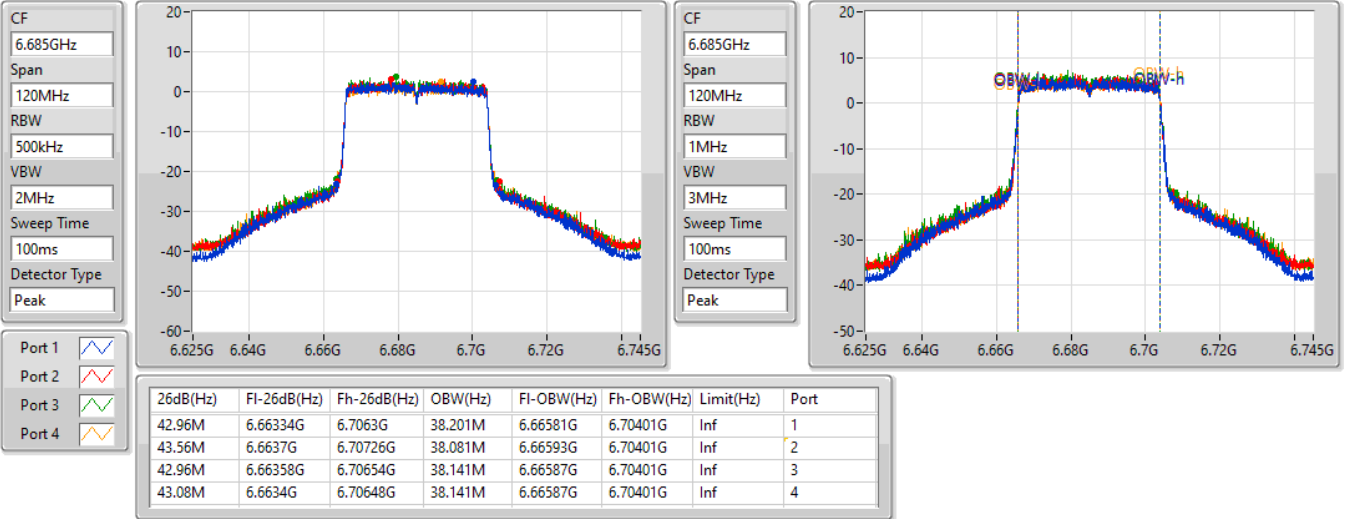 CF
6.685GHz
Span
120MHz
RBW
500kHz
VBW
2MHz
Sweep Time
100ms
Detector Type
Peak
Port 1
Port 2
Port 3
Port 4
20
10
0
-10
-20
-30
-40
-50
-60
6.625G 6.64G 6.66G 6.68G 6.7G 6.72G 6.745G
CF
6.685GHz
Span
120MHz
RBW
1MHz
VBW
3MHz
Sweep Time
100ms
Detector Type
Peak
20
10
0
-10
-20
-30
-40
-50
OBW-h
6.625G 6.64G 6.66G 6.68G 6.7G 6.72G 6.745G
26dB(Hz) Fl-26dB(Hz) Fh-26dB(Hz) OBW(Hz) Fl-OBW(Hz) Fh-OBW(Hz) Limit(Hz) Port
42.96M 6.66334G 6.7063G 38.201M 6.66581G 6.70401G Inf 1
43.56M 6.6637G 6.70726G 38.081M 6.66593G 6.70401G Inf 2
42.96M 6.66358G 6.70654G 38.141M 6.66587G 6.70401G Inf 3
43.08M 6.6634G 6.70648G 38.141M 6.66587G 6.70401G Inf 4